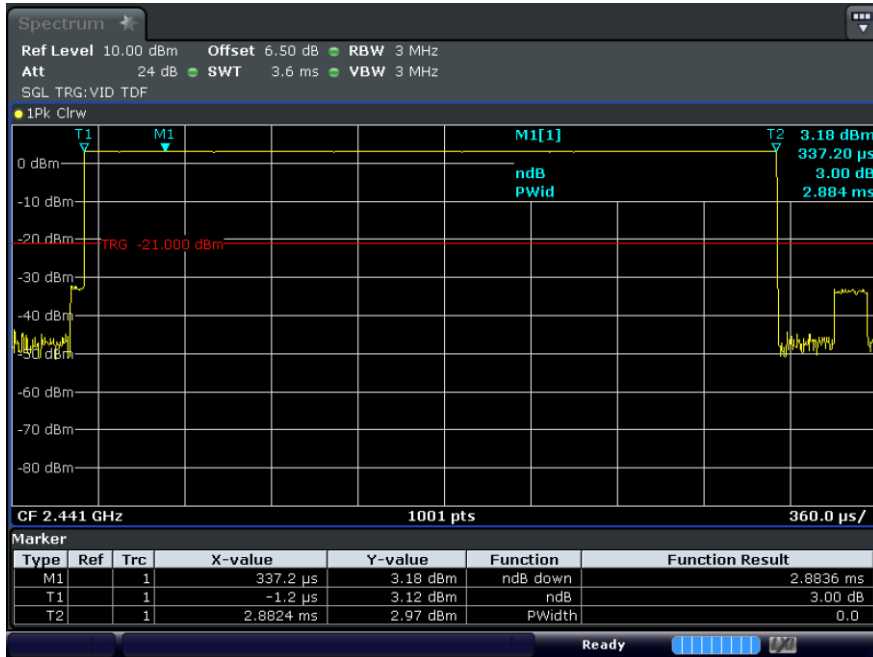 Spectrum
Ref Level 10.00 dBm Offset 6.50 dB RBW 3 MHz
Att 24 dB SWT 3.6 ms VBW 3 MHz
SGL TRG:VID TDF
1Pk Clrw
T1 M1 M1[1] T2 3.18 dBm
337.20 µs
0 dBm
ndB 3.00 dB
PWid 2.884 ms
-10 dBm
-20 dBm
TRG -21.000 dBm
-30 dBm
-40 dBm
-50 dBm
-60 dBm
-70 dBm
-80 dBm
CF 2.441 GHz 1001 pts 360.0 µs/
Marker
Type Ref Trc X-value Y-value Function Function Result
M1 1 337.2 µs 3.18 dBm ndB down 2.8836 ms
T1 1 -1.2 µs 3.12 dBm ndB 3.00 dB
T2 1 2.8824 ms 2.97 dBm PWidth 0.0
Ready